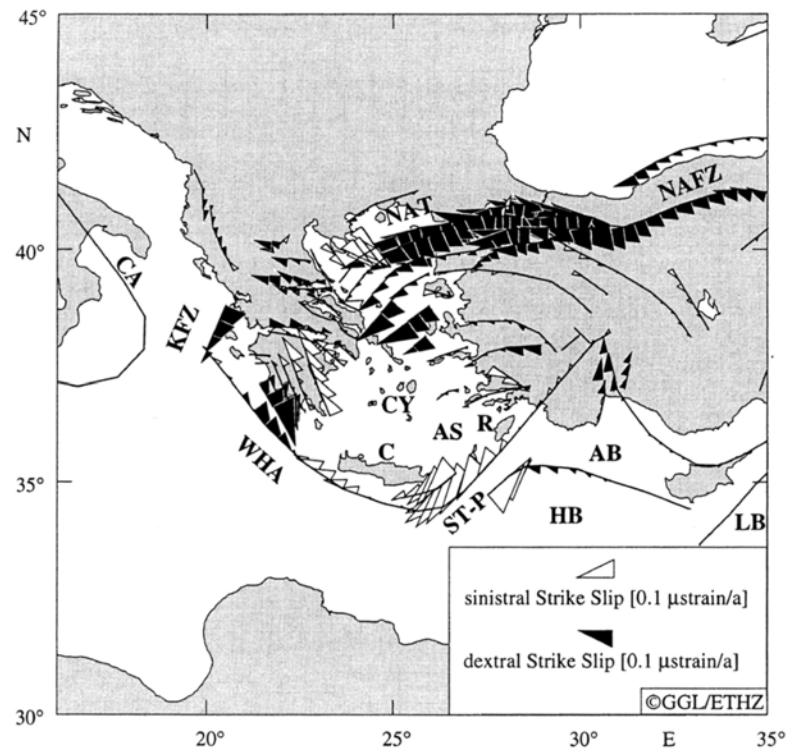 45°
N
NAFZ
NAT
40°
CA
KFZ
CY
AS
R
WHA
C
AB
35°
ST-P
HB
LB
sinistral Strike Slip [0.1 μstrain/a]
dextral Strike Slip [0.1 μstrain/a]
©GGL/ETHZ
30°
20°
25°
30°
E
35°